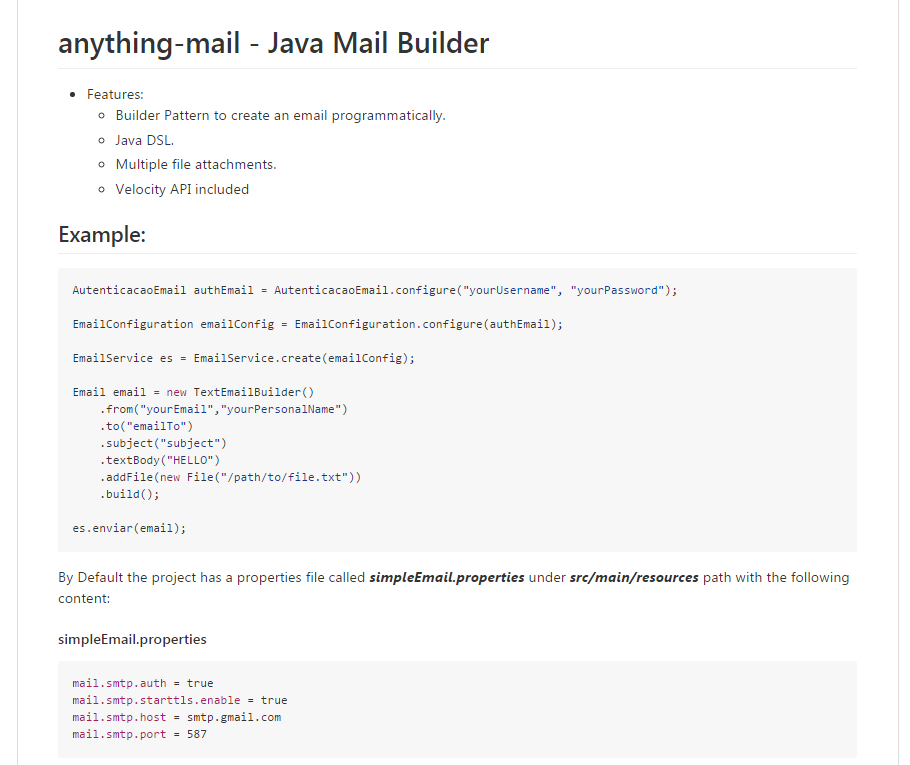 anything-mail - Java Mail Builder
Features:
Builder Pattern to create an email programmatically.
Java DSL.
Multiple file attachments.
Velocity API included
Example:
AutenticacaoEmail authEmail = AutenticacaoEmail.configure("yourUsername", "yourPassword");
EmailConfiguration emailConfig = EmailConfiguration.configure(authEmail);
EmailService es = EmailService.create(emailConfig);
Email email = new TextEmailBuilder()
.from("yourEmail","yourPersonalName")
.to("emailTo")
.subject("subject")
.textBody("HELLO")
.addFile(new File("/path/to/file.txt"))
.build();
es.enviar(email);
By Default the project has a properties file called simpleEmail.properties under src/main/resources path with the following
content:
simpleEmail.properties
mail.smtp.auth = true
mail.smtp.starttls.enable = true
mail.smtp.host = smtp.gmail.com
mail.smtp.port = 587